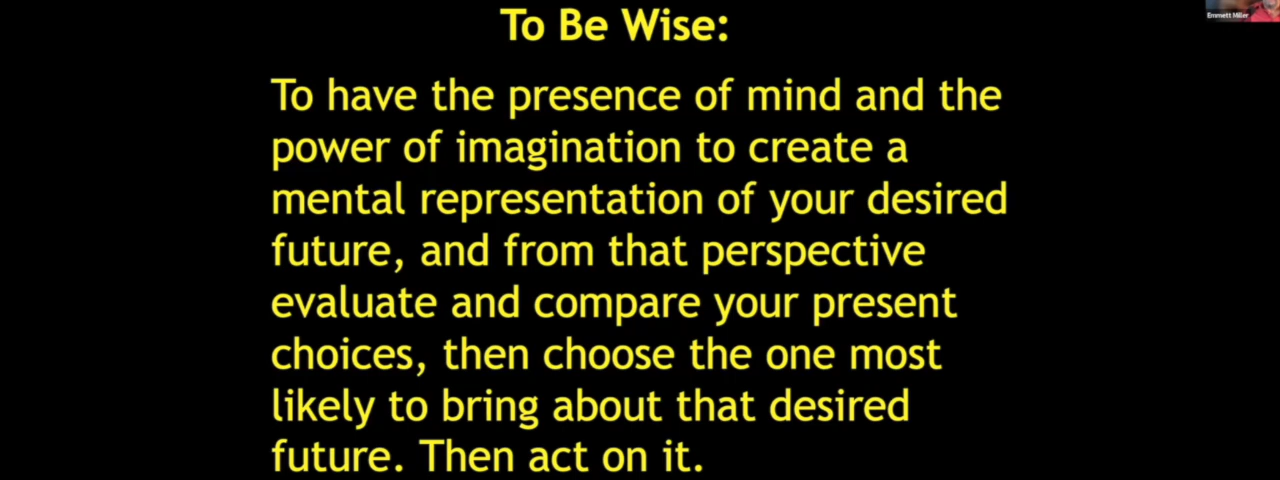 To Be Wise:
Emmett Miller
To have the presence of mind and the
power of imagination to create a
mental representation of your desired
future, and from that perspective
evaluate and compare your present
choices, then choose the one most
likely to bring about that desired
future. Then act on it.